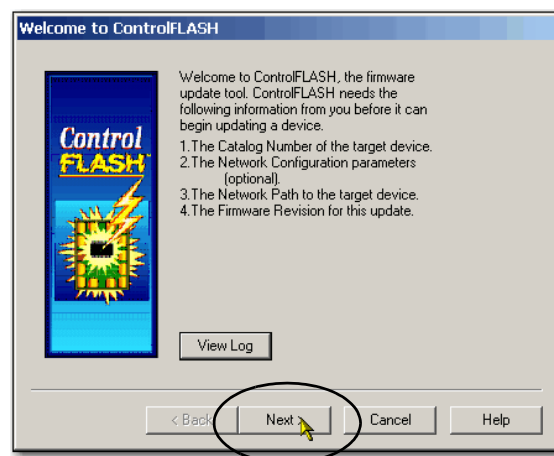 Welcome to ControlFLASH
Control
FLASH
Welcome to ControlFLASH, the firmware
update tool. ControlFLASH needs the
following information from you before it can
begin updating a device.
1.The Catalog Number of the target device.
2.The Network Configuration parameters
(optional).
3.The Network Path to the target device.
4.The Firmware Revision for this update.
View Log
< Back
Next >
Cancel
Help